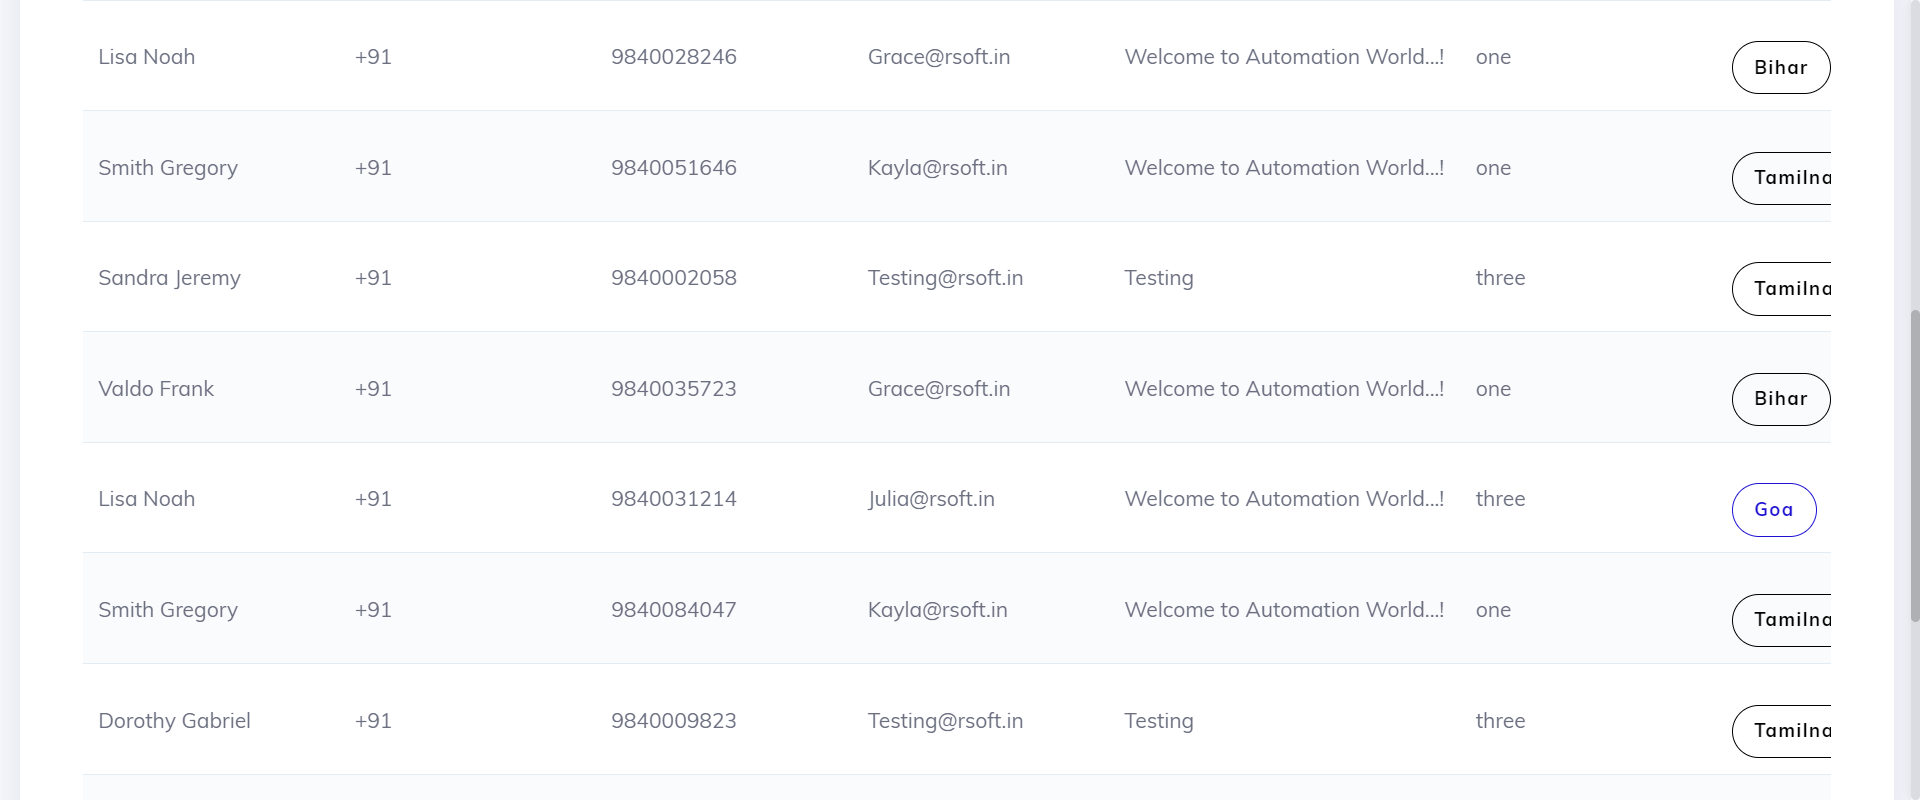 Lisa Noah +91 9840028246 Grace@rsoft.in Welcome to Automation World...! one Bihar
Smith Gregory +91 9840051646 Kayla@rsoft.in Welcome to Automation World...! one Tamilna
Sandra Jeremy +91 9840002058 Testing@rsoft.in Testing three Tamilna
Valdo Frank +91 9840035723 Grace@rsoft.in Welcome to Automation World...! one Bihar
Lisa Noah +91 9840031214 Julia@rsoft.in Welcome to Automation World...! three Goa
Smith Gregory +91 9840084047 Kayla@rsoft.in Welcome to Automation World...! one Tamilna
Dorothy Gabriel +91 9840009823 Testing@rsoft.in Testing three Tamilna